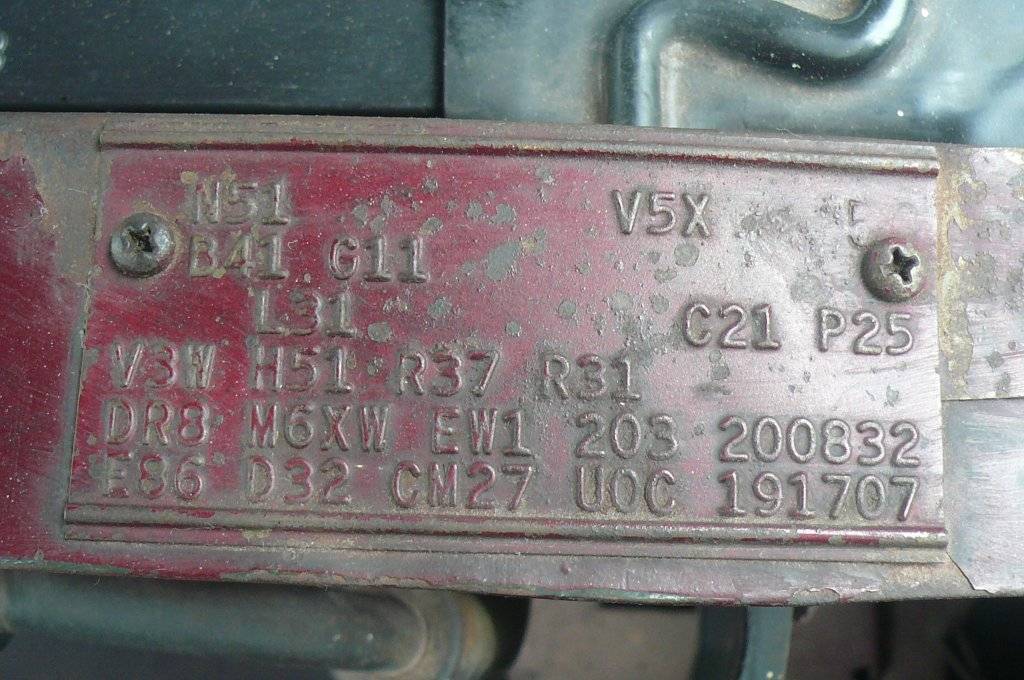 N51 V5X
B41 G11
L31 C21 P25
V3W H51 R37 R31
DR8 M6XW EW1 203 200832
E86 D32 CM27 UOC 191707